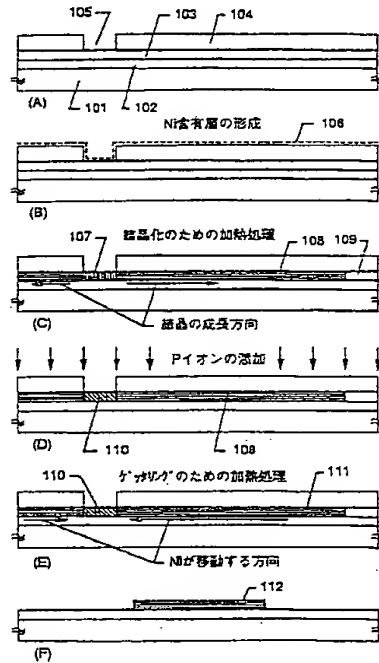 105
103
104
(A)
101
102
Ni含有層の形成
106
(B)
107
結晶化のための加熱処理
108
109
(C)
結晶の成長方向
Pイオンの添加
(D)
110
108
110
ゲッタリングのための加熱処理
111
(E)
Niが移動する方向
112
(F)